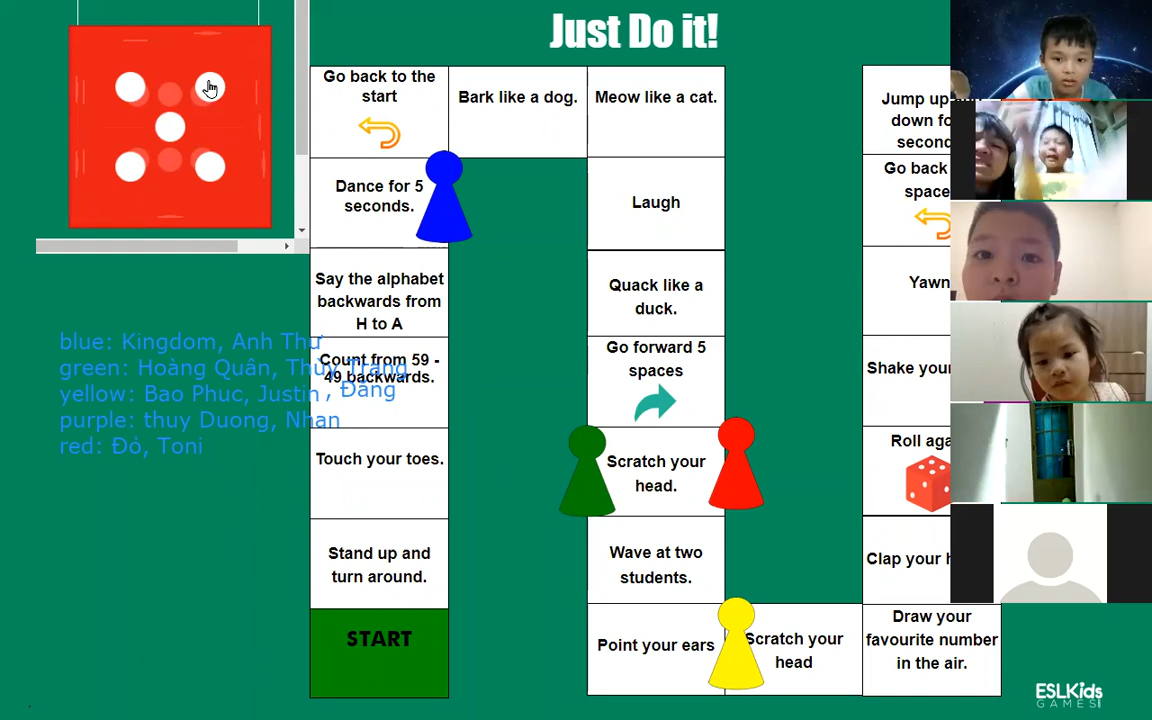 Just Do it!
Go back to the
start
Bark like a dog.
Meow like a cat.
Jump up
down fo
secon
Dance for 5
seconds.
Laugh
Go back
space
Say the alphabet
backwards from
H to A
Quack like a
duck.
Yawn
Count from 59 -
49 backwards.
Go forward 5
spaces
Shake your
Touch your toes.
Scratch your
head.
Roll aga
Stand up and
turn around.
Wave at two
students.
Clap your h
START
Point your ears
Scratch your
head
Draw your
favourite number
in the air.
blue: Kingdom, Anh Thư
green: Hoàng Quân, Thùy Trang
yellow: Bao Phuc, Justin , Đăng
purple: thuy Duong, Nhan
red: Đỏ, Toni
ESLKids
GAMES!